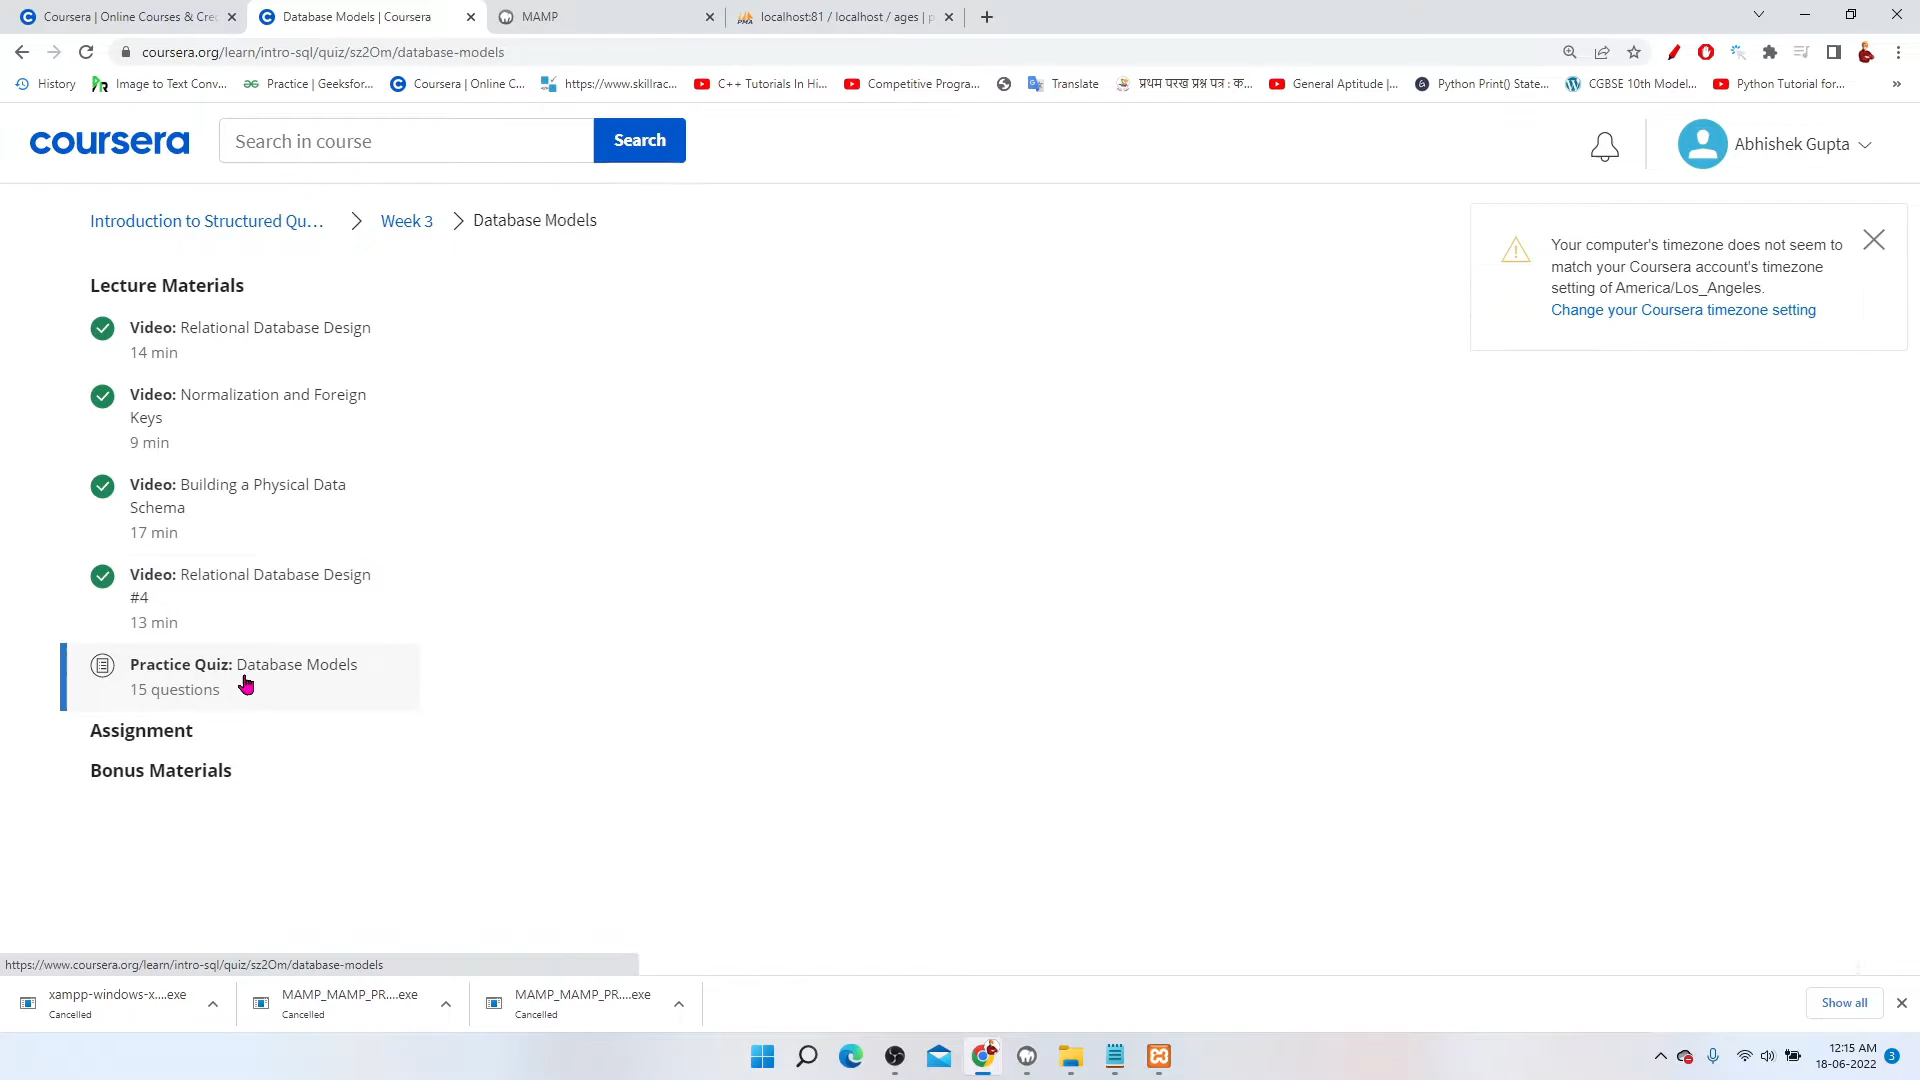 Coursera | Online Courses & Cre
Database Models | Coursera
MAMP
localhost:81 / localhost / ages | p
coursera.org/learn/intro-sql/quiz/sz2Om/database-models
History
Image to Text Conv...
Practice | Geeksfor...
Coursera | Online C...
https://www.skillrac...
C++ Tutorials In Hi...
Competitive Progra...
Translate
प्रथम परख प्रश्न पत्र : क...
General Aptitude |...
Python Print() State...
CGBSE 10th Model...
Python Tutorial for...
»
coursera
Search in course
Search
Abhishek Gupta
Introduction to Structured Qu...
Week 3
Database Models
Your computer's timezone does not seem to
match your Coursera account's timezone
setting of America/Los_Angeles.
Change your Coursera timezone setting
Lecture Materials
Video: Relational Database Design
14 min
Video: Normalization and Foreign
Keys
9 min
Video: Building a Physical Data
Schema
17 min
Video: Relational Database Design
#4
13 min
Practice Quiz: Database Models
15 questions
Assignment
Bonus Materials
https://www.coursera.org/learn/intro-sql/quiz/sz2Om/database-models
xampp-windows-x....exe
Cancelled
MAMP_MAMP_PR....exe
Cancelled
MAMP_MAMP_PR....exe
Cancelled
Show all
12:15 AM
18-06-2022
3